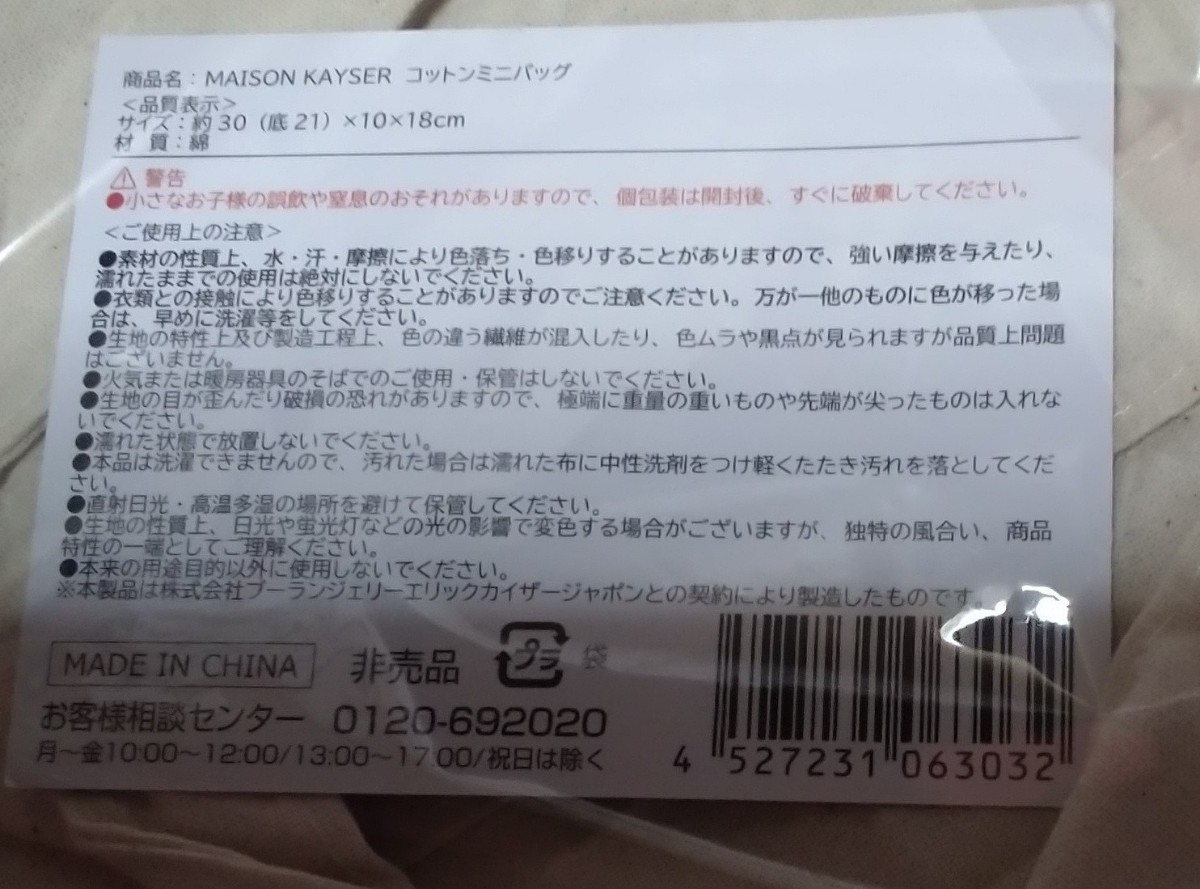 商品名：MAISON KAYSER コットンミニバッグ
＜品質表示＞
サイズ：約30（底21）×10×18cm
材　質：綿
⚠ 警告
●小さなお子様の誤飲や窒息のおそれがありますので、個包装は開封後、すぐに破棄してください。
＜ご使用上の注意＞
●素材の性質上、水・汗・摩擦により色落ち・色移りすることがありますので、強い摩擦を与えたり、
濡れたままでの使用は絶対にしないでください。
●衣類との接触により色移りすることがありますのでご注意ください。万が一他のものに色が移った場
合は、早めに洗濯等をしてください。
●生地の特性上及び製造工程上、色の違う繊維が混入したり、色ムラや黒点が見られますが品質上問題
はございません。
●火気または暖房器具のそばでのご使用・保管はしないでください。
●生地の目が歪んだり破損の恐れがありますので、極端に重量の重いものや先端が尖ったものは入れな
いでください。
●濡れた状態で放置しないでください。
●本品は洗濯できませんので、汚れた場合は濡れた布に中性洗剤をつけ軽くたたき汚れを落としてくだ
さい。
●直射日光・高温多湿の場所を避けて保管してください。
●生地の性質上、日光や蛍光灯などの光の影響で変色する場合がございますが、独特の風合い、商品
特性の一端としてご理解ください。
●本来の用途目的以外に使用しないでください。
※本製品は株式会社ブーランジェリーエリックカイザージャポンとの契約により製造したものです。
MADE IN CHINA 非売品 プラ 袋
お客様相談センター 0120-692020
月～金10:00～12:00/13:00～17:00/祝日は除く
4 527231 063032